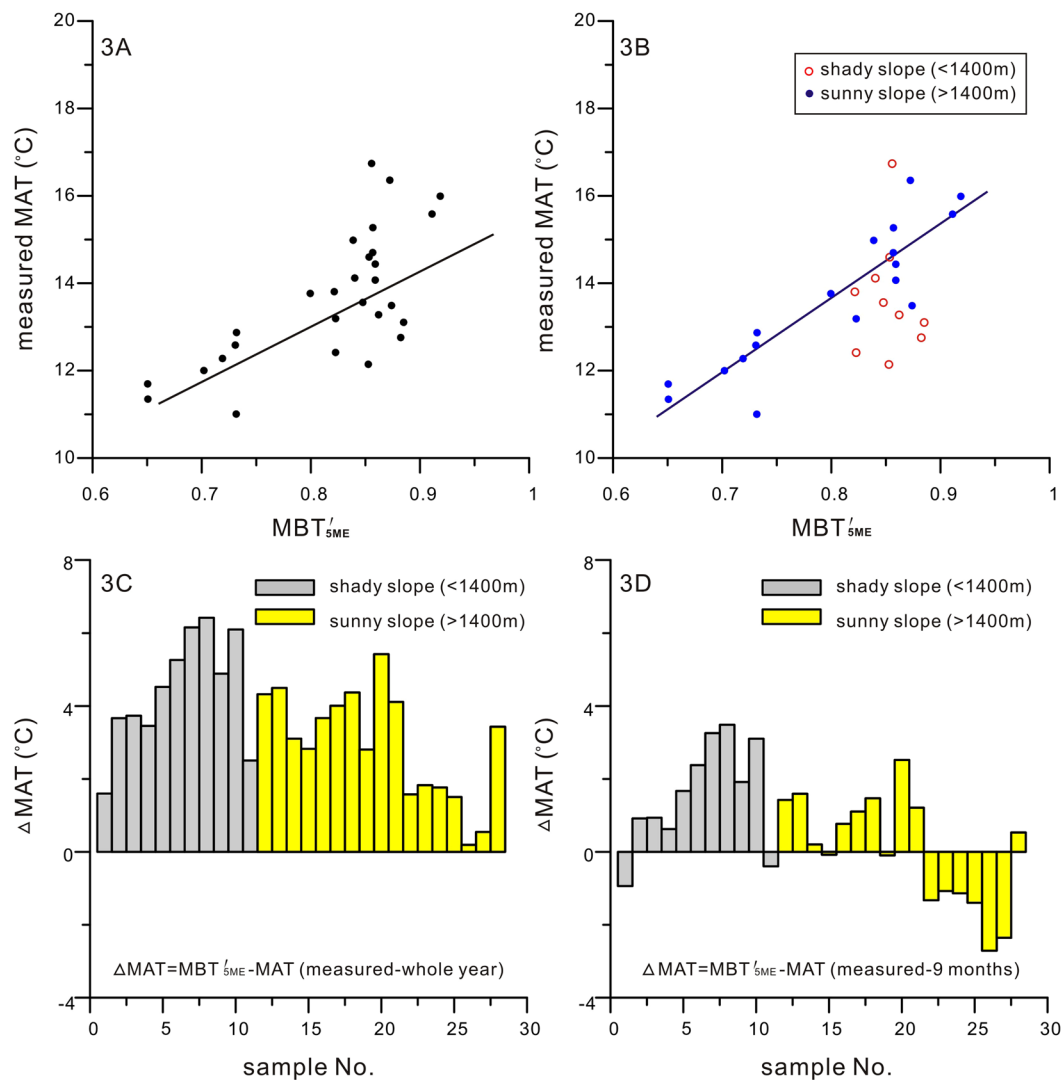 3A
20
18
16
14
12
10
measured MAT (°C)
0.6 0.7 0.8 0.9 1
MBT′5ME
3B
shady slope (<1400m)
sunny slope (>1400m)
20
18
16
14
12
10
measured MAT (°C)
0.6 0.7 0.8 0.9 1
MBT′5ME
3C
shady slope (<1400m)
sunny slope (>1400m)
8
4
0
-4
△MAT (°C)
△MAT=MBT′5ME-MAT (measured-whole year)
0 5 10 15 20 25 30
sample No.
3D
shady slope (<1400m)
sunny slope (>1400m)
8
4
0
-4
△MAT (°C)
△MAT=MBT′5ME-MAT (measured-9 months)
0 5 10 15 20 25 30
sample No.